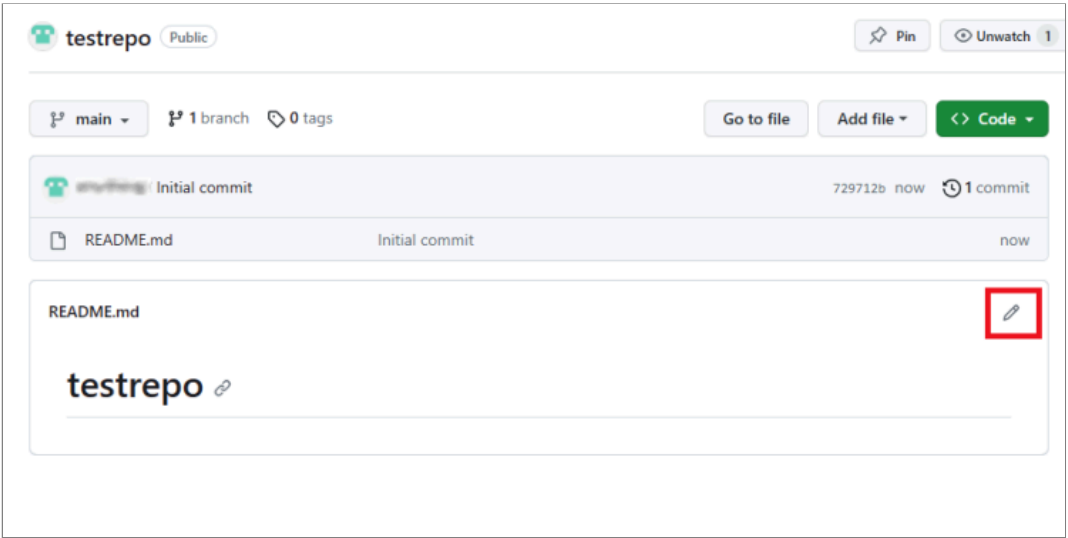 testrepo Public Pin Unwatch 1
main 1 branch 0 tags Go to file Add file Code
Initial commit 729712b now 1 commit
README.md Initial commit now
README.md
testrepo